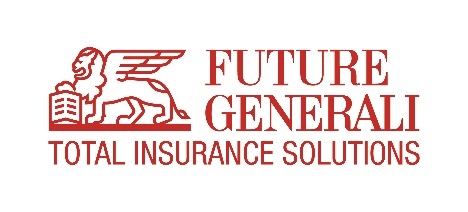 FUTURE
GENERALI
TOTAL INSURANCE SOLUTIONS